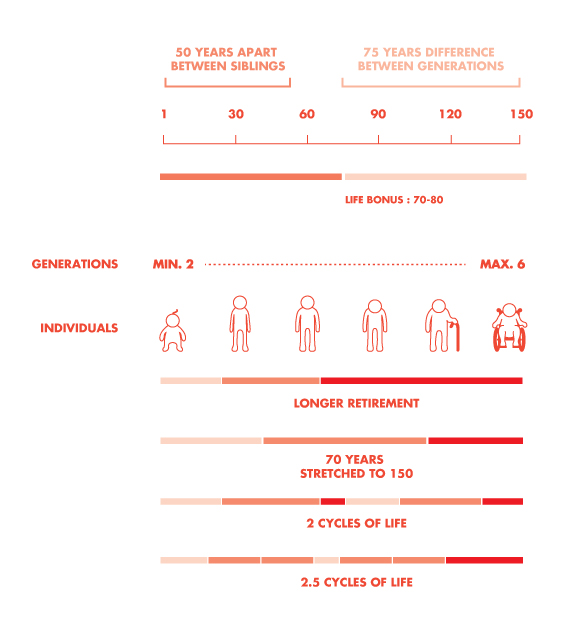 50 YEARS APART
BETWEEN SIBLINGS
75 YEARS DIFFERENCE
BETWEEN GENERATIONS
1 30 60 90 120 150
LIFE BONUS : 70-80
GENERATIONS MIN. 2 MAX. 6
INDIVIDUALS
LONGER RETIREMENT
70 YEARS
STRETCHED TO 150
2 CYCLES OF LIFE
2.5 CYCLES OF LIFE